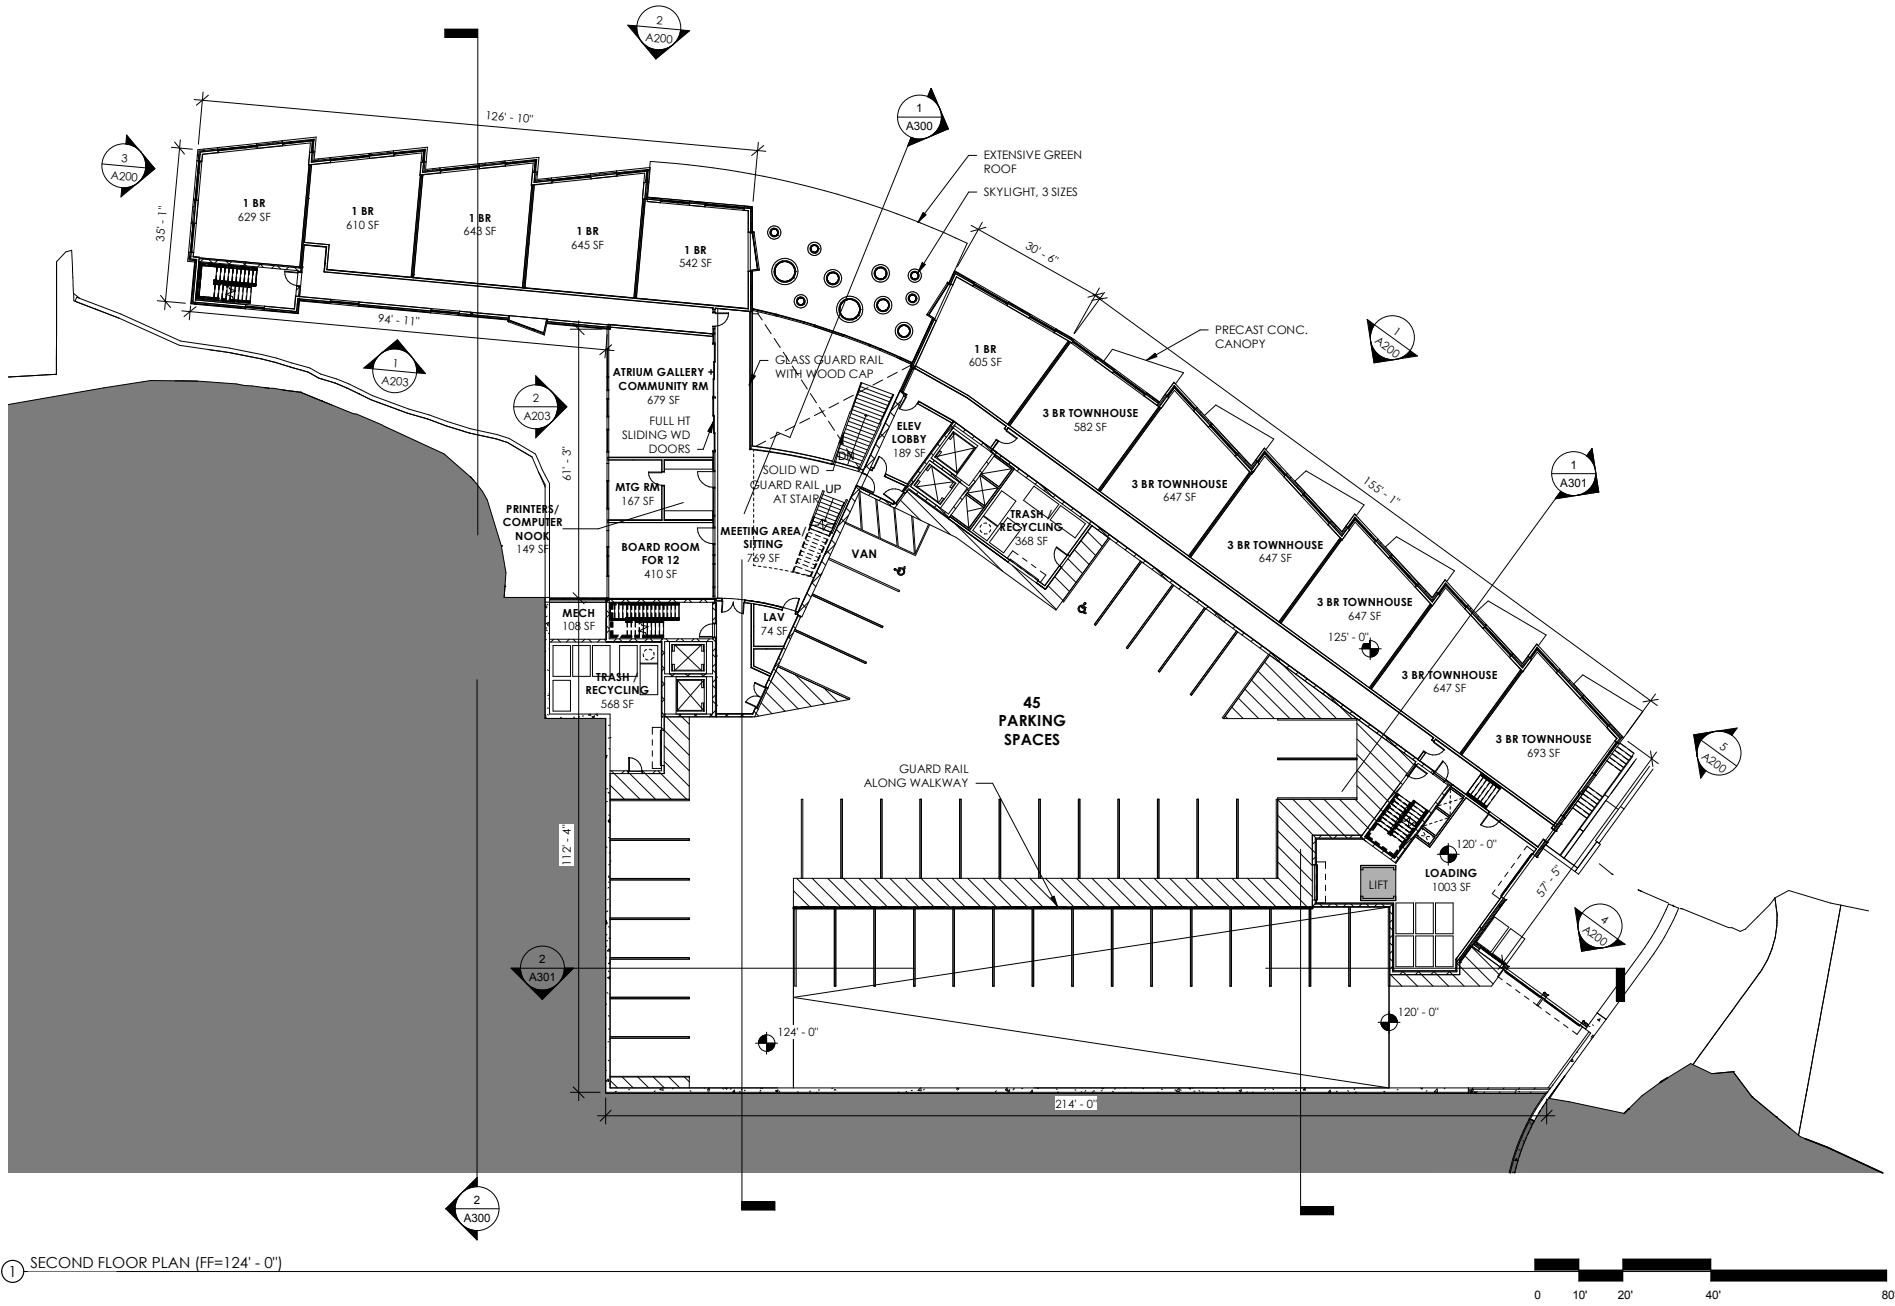 2
A200
126' - 10"
1
A300
3
A200
EXTENSIVE GREEN
ROOF
SKYLIGHT, 3 SIZES
35' - 1"
1 BR
629 SF
1 BR
610 SF
1 BR
643 SF
1 BR
645 SF
1 BR
542 SF
30' - 6"
94' - 11"
1
A203
2
A203
ATRIUM GALLERY +
COMMUNITY RM
679 SF
GLASS GUARD RAIL
WITH WOOD CAP
FULL HT
SLIDING WD
DOORS
1 BR
605 SF
PRECAST CONC.
CANOPY
1
A200
3 BR TOWNHOUSE
582 SF
ELEV
LOBBY
189 SF
DN
SOLID WD
GUARD RAIL
AT STAIR
UP
61' - 3"
MTG RM
167 SF
PRINTERS/
COMPUTER
NOOK
149 SF
BOARD ROOM
FOR 12
410 SF
MEETING AREA/
SITTING
769 SF
VAN
TRASH /
RECYCLING
368 SF
3 BR TOWNHOUSE
647 SF
155' - 1"
1
A301
3 BR TOWNHOUSE
647 SF
3 BR TOWNHOUSE
647 SF
125' - 0"
3 BR TOWNHOUSE
647 SF
3 BR TOWNHOUSE
693 SF
5
A200
MECH
108 SF
LAV
74 SF
TRASH /
RECYCLING
568 SF
45
PARKING
SPACES
GUARD RAIL
ALONG WALKWAY
112' - 4"
120' - 0"
LOADING
1003 SF
LIFT
57' - 5"
4
A200
2
A301
124' - 0"
120' - 0"
214' - 0"
2
A300
1
SECOND FLOOR PLAN (FF=124' - 0")
0 10' 20' 40' 80'